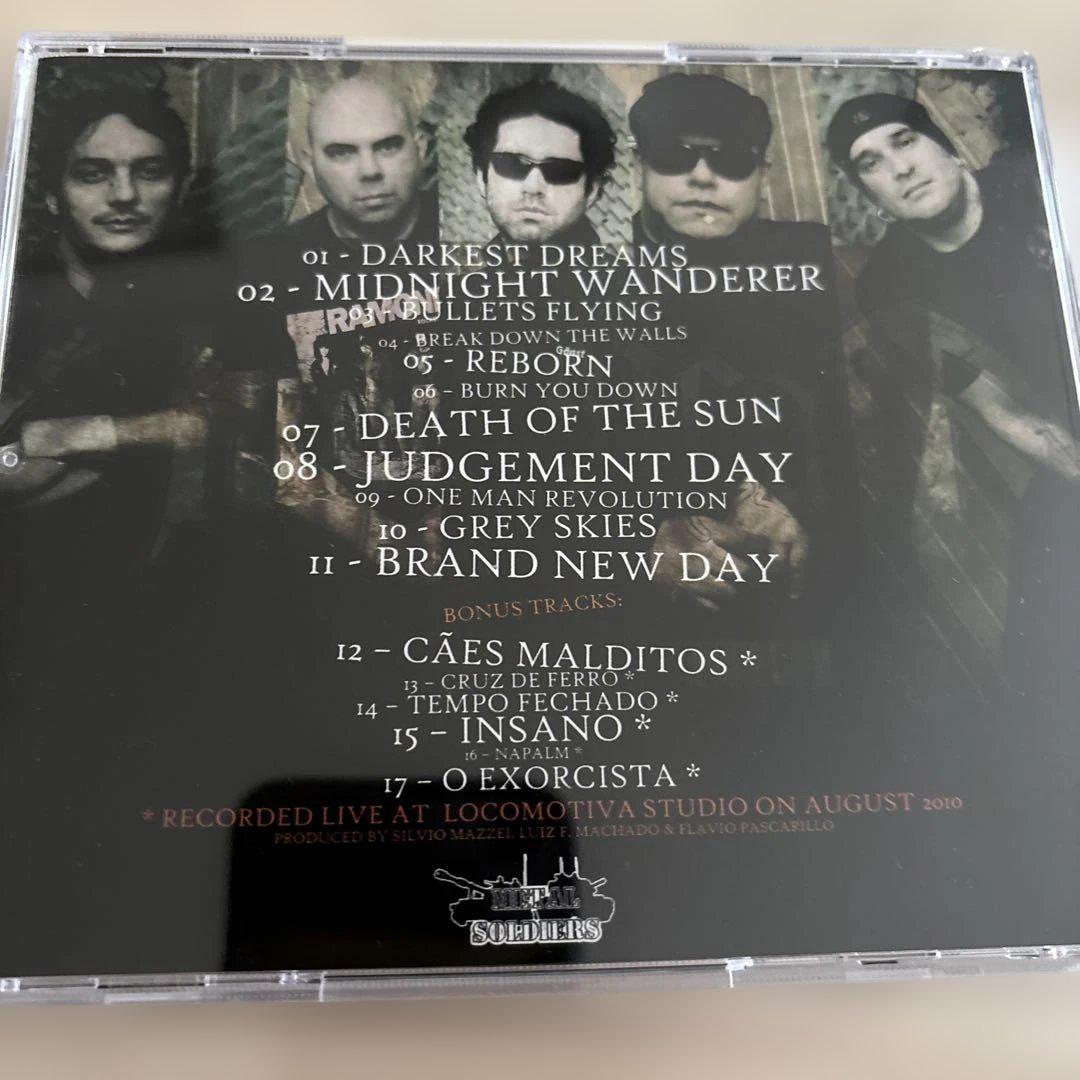 01 - DARKEST DREAMS
02 - MIDNIGHT WANDERER
03 - BULLETS FLYING
RAMON
04 - BREAK DOWN THE WALLS
05 - REBORN
06 - BURN YOU DOWN
07 - DEATH OF THE SUN
08 - JUDGEMENT DAY
09 - ONE MAN REVOLUTION
10 - GREY SKIES
11 - BRAND NEW DAY
BONUS TRACKS:
12 – CÃES MALDITOS *
13 - CRUZ DE FERRO *
14 - TEMPO FECHADO *
15 – INSANO *
16 – NAPALM *
17 – O EXORCISTA *
* RECORDED LIVE AT LOCOMOTIVA STUDIO ON AUGUST 2010
PRODUCED BY SILVIO MAZZEI, LUIZ F. MACHADO & FLAVIO PASCARILLO
METAL
SOLDIERS